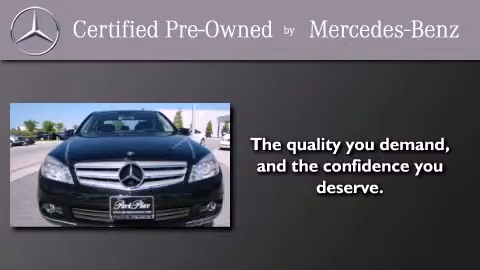 Certified Pre-Owned by Mercedes-Benz
The quality you demand,
and the confidence you
deserve.
Park Place